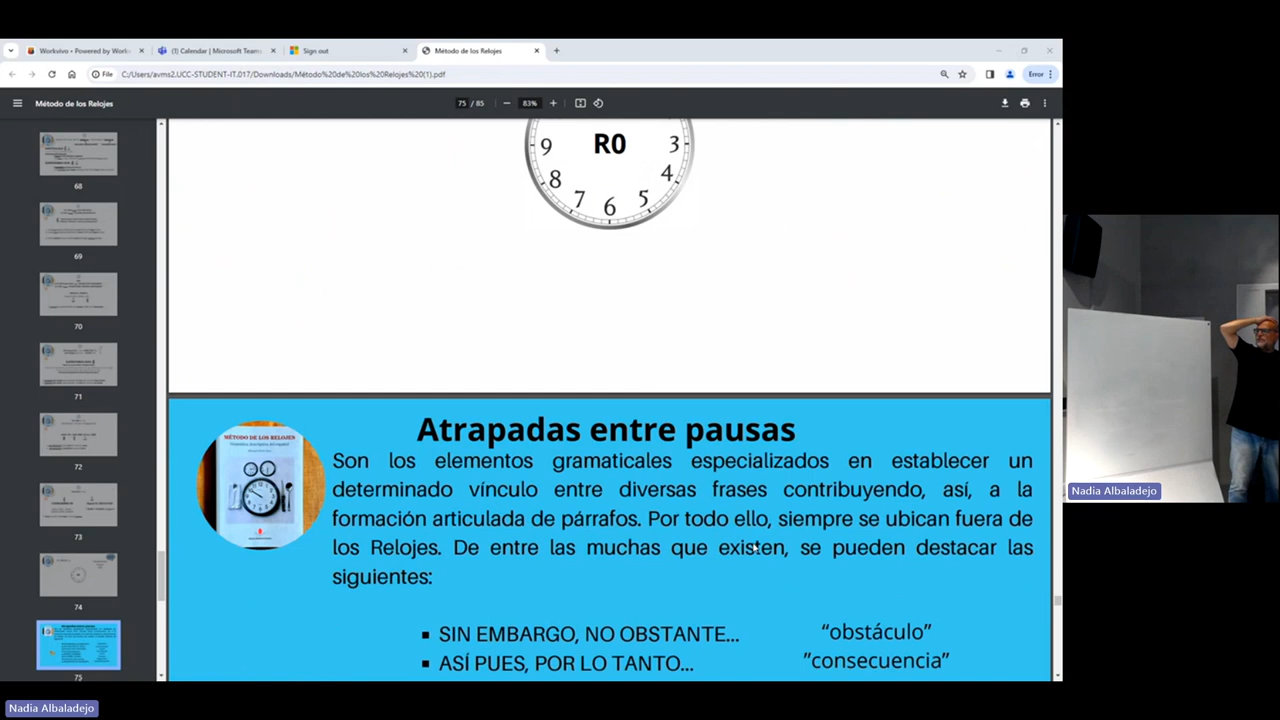 Workvivo • Powered by Work
(1) Calendar | Microsoft Teams
Sign out
Método de los Relojes
File
C:/Users/avms2.UCC-STUDENT-IT.017/Downloads/Método%20de%20los%20Relojes%20(1).pdf
Error
Método de los Relojes
75 / 85
83%
68
69
70
71
72
73
74
75
R0
9
3
8
4
7
5
6
Atrapadas entre pausas
MÉTODO DE LOS RELOJES
Son los elementos gramaticales especializados en establecer un
determinado vínculo entre diversas frases contribuyendo, así, a la
formación articulada de párrafos. Por todo ello, siempre se ubican fuera de
los Relojes. De entre las muchas que existen, se pueden destacar las
siguientes:
▪ SIN EMBARGO, NO OBSTANTE... “obstáculo”
▪ ASÍ PUES, POR LO TANTO... ”consecuencia”
Nadia Albaladejo
Nadia Albaladejo